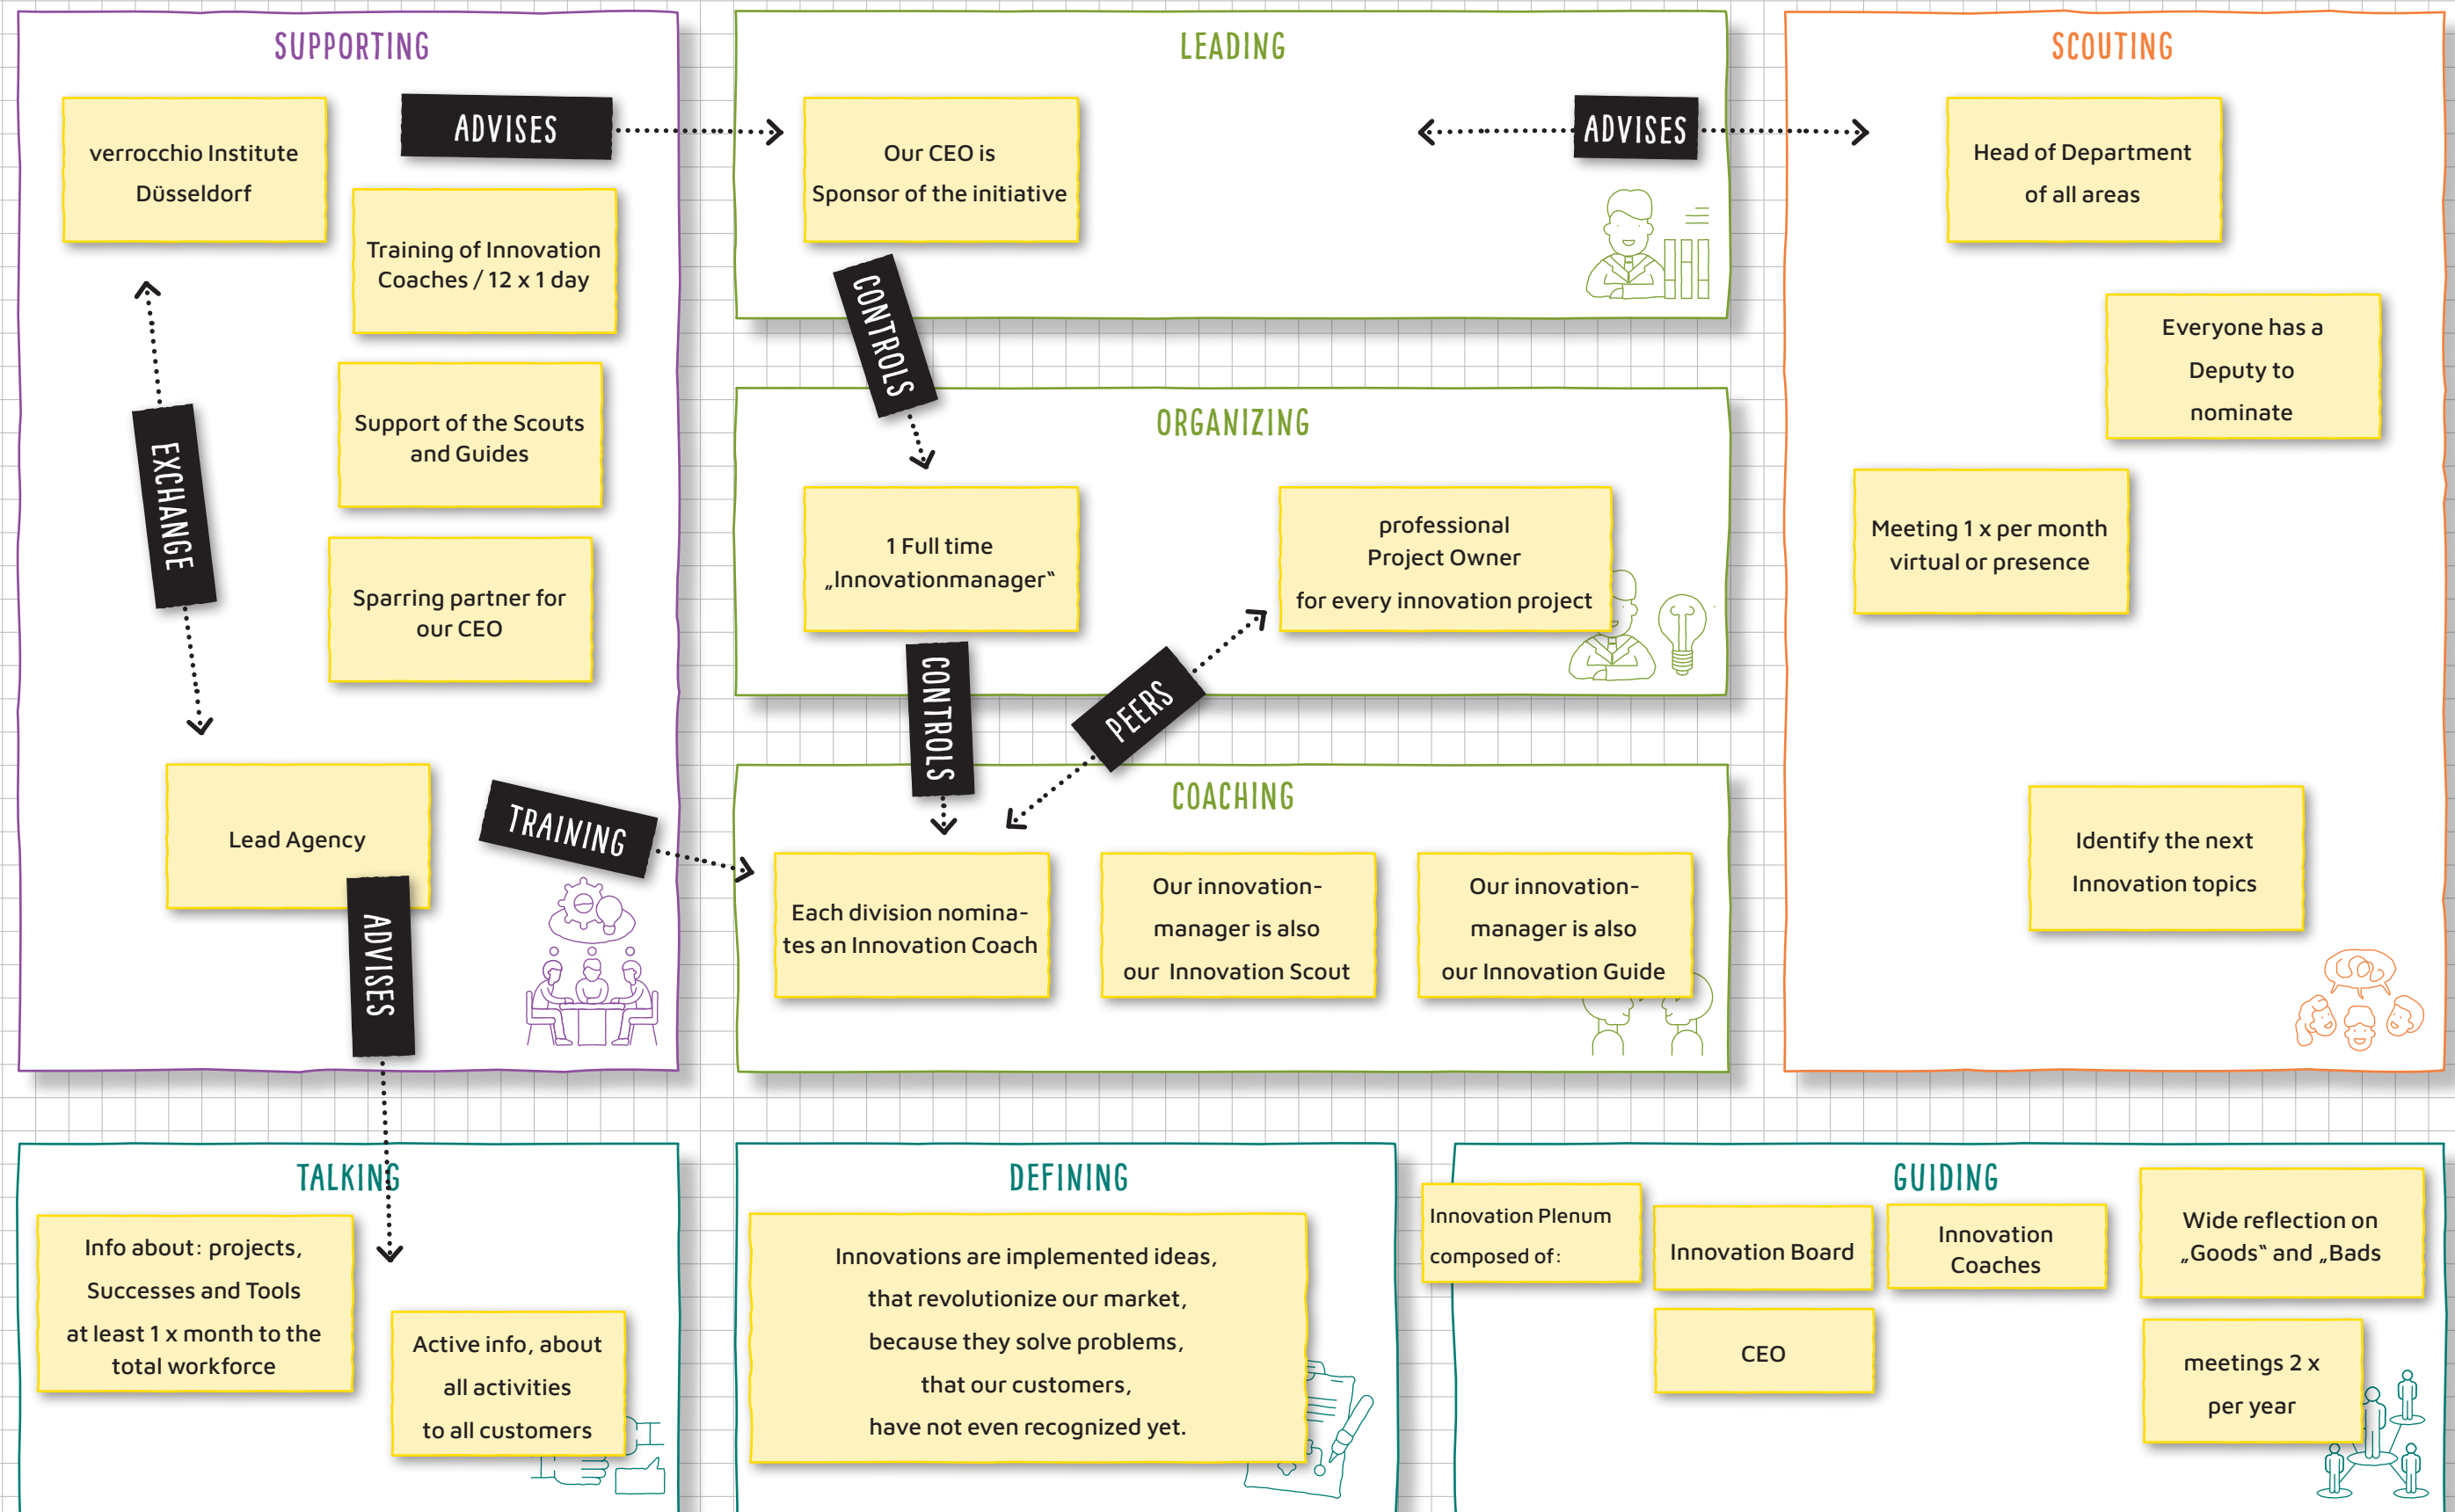 SUPPORTING
verrocchio Institute
Düsseldorf
ADVISES
Training of Innovation
Coaches / 12 x 1 day
Support of the Scouts
and Guides
EXCHANGE
Sparring partner for
our CEO
Lead Agency
TRAINING
ADVISES
LEADING
Our CEO is
Sponsor of the initiative
ADVISES
CONTROLS
ORGANIZING
1 Full time
„Innovationmanager“
professional
Project Owner
for every innovation project
CONTROLS
PEERS
COACHING
Each division nomina-
tes an Innovation Coach
Our innovation-
manager is also
our Innovation Scout
Our innovation-
manager is also
our Innovation Guide
SCOUTING
Head of Department
of all areas
Everyone has a
Deputy to
nominate
Meeting 1 x per month
virtual or presence
Identify the next
Innovation topics
TALKING
Info about: projects,
Successes and Tools
at least 1 x month to the
total workforce
Active info, about
all activities
to all customers
DEFINING
Innovations are implemented ideas,
that revolutionize our market,
because they solve problems,
that our customers,
have not even recognized yet.
GUIDING
Innovation Plenum
composed of:
Innovation Board
Innovation
Coaches
CEO
Wide reflection on
„Goods“ and „Bads
meetings 2 x
per year